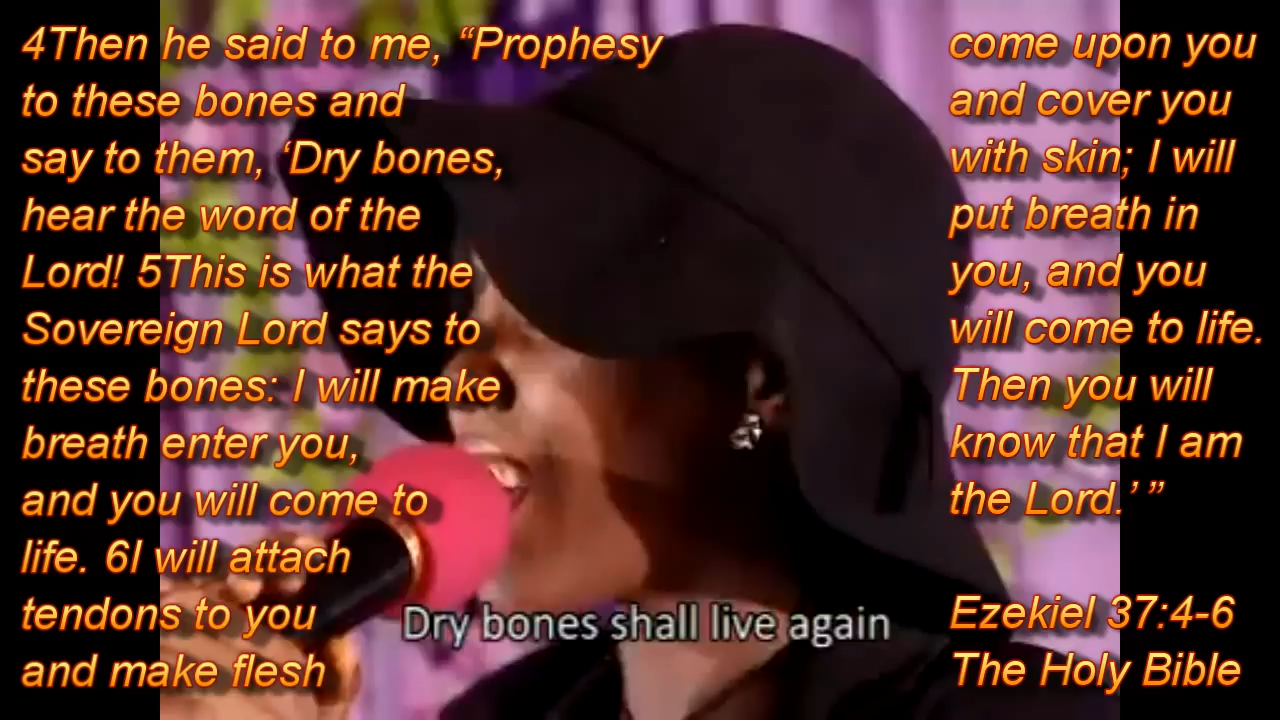 4Then he said to me, “Prophesy
to these bones and
say to them, ‘Dry bones,
hear the word of the
Lord! 5This is what the
Sovereign Lord says to
these bones: I will make
breath enter you,
and you will come to
life. 6I will attach
tendons to you
and make flesh
come upon you
and cover you
with skin; I will
put breath in
you, and you
will come to life.
Then you will
know that I am
the Lord.’ ”
Ezekiel 37:4-6
The Holy Bible
Dry bones shall live again